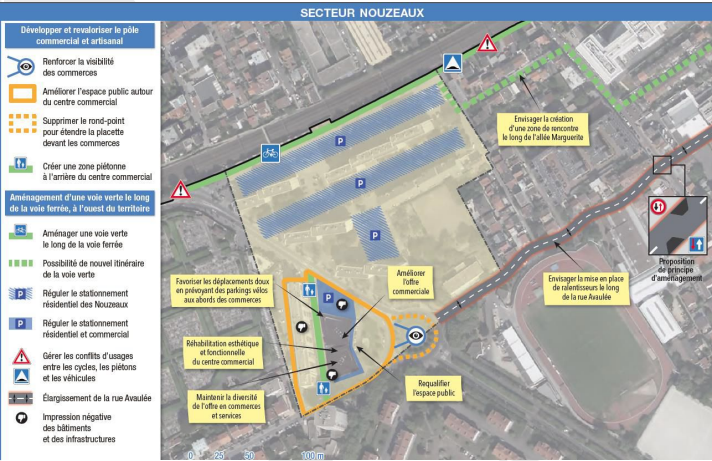 SECTEUR NOUZEAUX
Développer et revaloriser le pôle
commercial et artisanal
Renforcer la visibilité
des commerces
Améliorer l'espace public autour
du centre commercial
Supprimer le rond-point
pour étendre la placette
devant les commerces
Créer une zone piétonne
à l'arrière du centre commercial
Aménagement d'une voie verte le long
de la voie ferrée, à l'ouest du territoire
Aménager une voie verte
le long de la voie ferrée
Possibilité de nouvel itinéraire
de la voie verte
P
Réguler le stationnement
résidentiel des Nouzeaux
P
Réguler le stationnement
résidentiel et commercial
Gérer les conflits d'usages
entre les cycles, les piétons
et les véhicules
Élargissement de la rue Avaulée
Impression négative
des bâtiments
et des infrastructures
Envisager la création
d'une zone de rencontre
le long de l'allée Marguerite
P
P
P
P
Proposition
de principe
d'aménagement
Favoriser les déplacements doux
en prévoyant des parkings vélos
aux abords des commerces
Améliorer
l'offre
commerciale
Envisager la mise en place
de ralentisseurs le long
de la rue Avaulée
Réhabilitation esthétique
et fonctionnelle
du centre commercial
Requalifier
l'espace public
Maintenir la diversité
de l'offre en commerces
et services
0 25 50 100 m